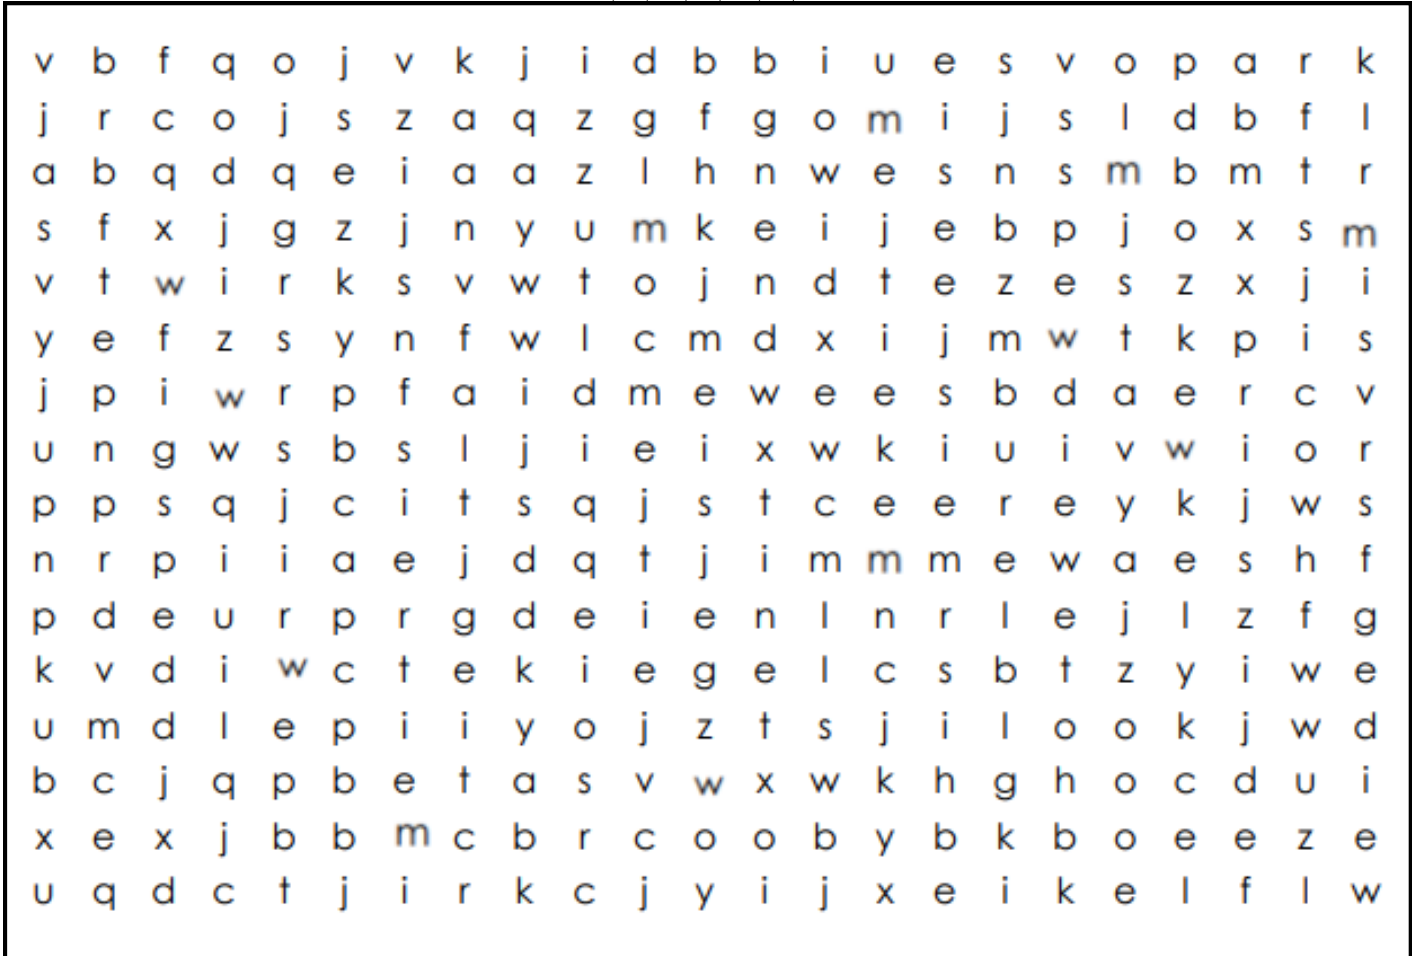 v b f q o j v k j i d b b i u e s v o p a r k
j r c o j s z a q z g f g o m i j s l d b f l
a b q d q e i a a z l h n w e s n s m b m t r
s f x j g z j n y u m k e i j e b p j o x s m
v t w i r k s v w t o j n d t e z e s z x j i
y e f z s y n f w l c m d x i j m w t k p i s
j p i w r p f a i d m e w e e s b d a e r c v
u n g w s b s l j i e i x w k i u i v w i o r
p p s q j c i t s q j s t c e e r e y k j w s
n r p i i a e j d q t j i m m m e w a e s h f
p d e u r p r g d e i e n l n r l e j l z f g
k v d i w c t e k i e g e l c s b t z y i w e
u m d l e p i i y o j z t s j i l o o k j w d
b c j q p b e t a s v w x w k h g h o c d u i
x e x j b b m c b r c o o b y b k b o e e z e
u q d c t j i r k c j y i j x e i k e l f l w